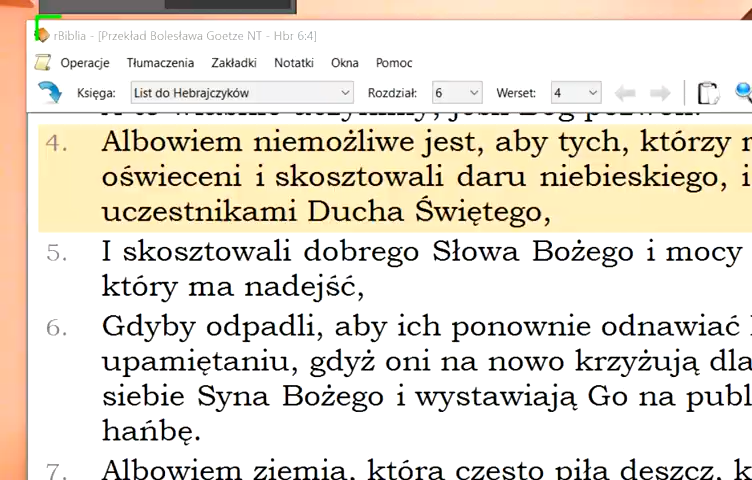 rBiblia - [Przekład Bolesława Goetze NT - Hbr 6:4]
Operacje Tłumaczenia Zakładki Notatki Okna Pomoc
Księga: List do Hebrajczyków Rozdział: 6 Werset: 4
4. Albowiem niemożliwe jest, aby tych, którzy
oświeceni i skosztowali daru niebieskiego, i
uczestnikami Ducha Świętego,
5. I skosztowali dobrego Słowa Bożego i mocy
który ma nadejść,
6. Gdyby odpadli, aby ich ponownie odnawiać
upamiętaniu, gdyż oni na nowo krzyżują dla
siebie Syna Bożego i wystawiają Go na publ
hańbę.
7. Albowiem ziemia, która często piła deszcz, k